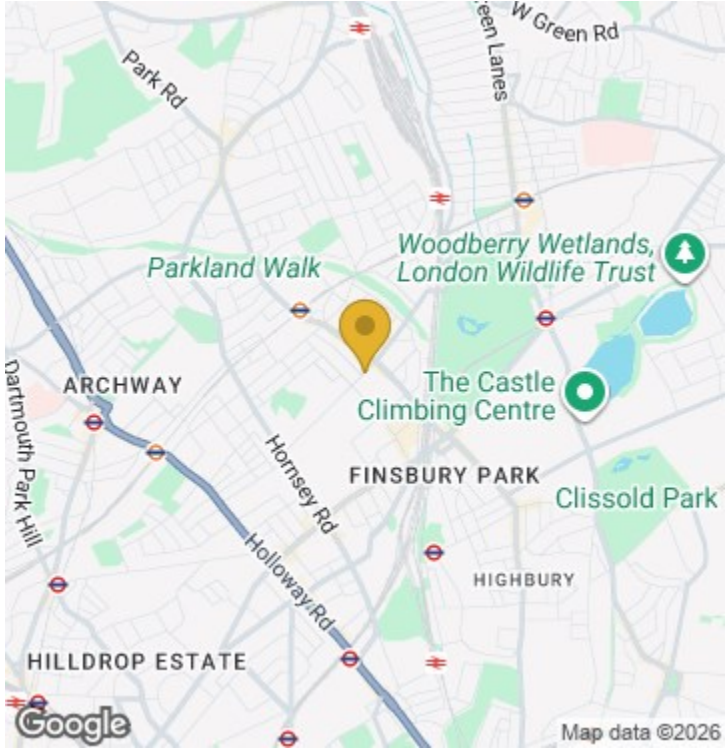 W Green Rd
Green Lanes
Park Rd
Woodberry Wetlands,
London Wildlife Trust
Parkland Walk
ARCHWAY
The Castle
Climbing Centre
Dartmouth Park Hill
Hornsey Rd
FINSBURY PARK
Clissold Park
Holloway Rd
HIGHBURY
HILLDROP ESTATE
Google
Map data ©2026